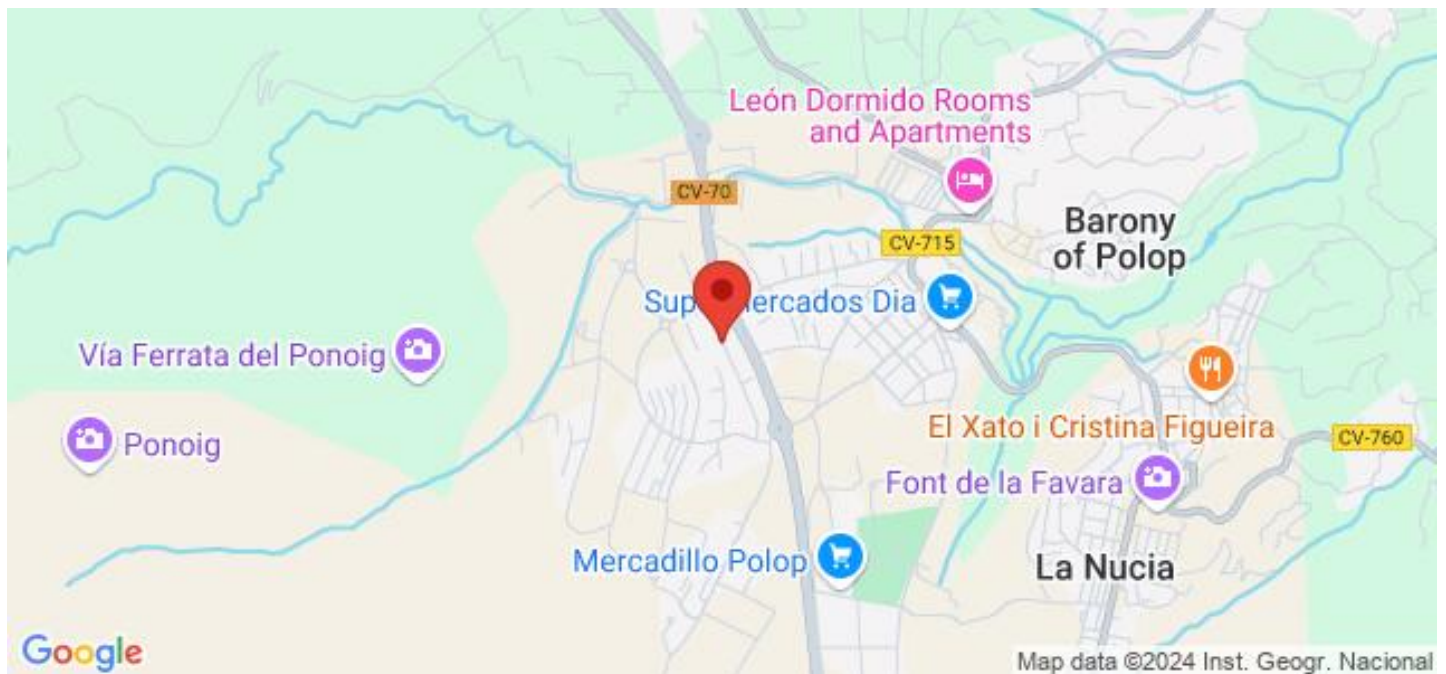 León Dormido Rooms
and Apartments
CV-70
Barony
of Polop
CV-715
Sup ermercados Dia
Vía Ferrata del Ponoig
Ponoig
El Xato i Cristina Figueira
CV-760
Font de la Favara
Mercadillo Polop
La Nucia
Google
Map data ©2024 Inst. Geogr. Nacional